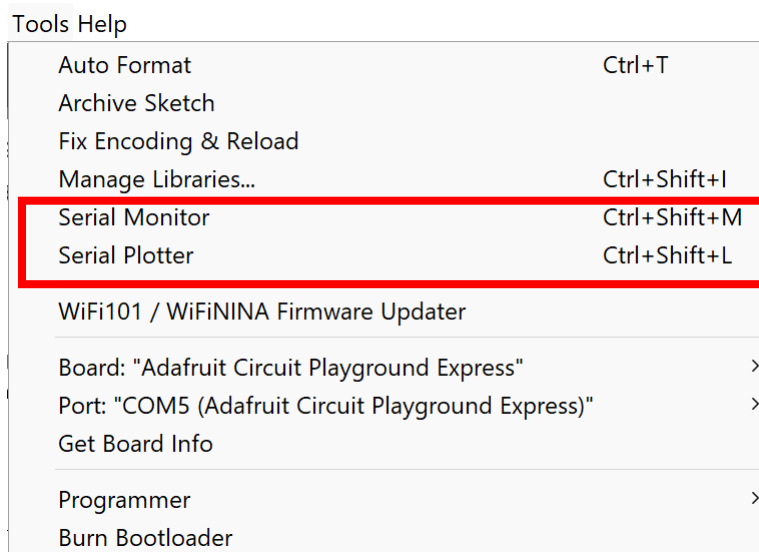 Tools Help
Auto Format Ctrl+T
Archive Sketch
Fix Encoding & Reload
Manage Libraries... Ctrl+Shift+I
Serial Monitor Ctrl+Shift+M
Serial Plotter Ctrl+Shift+L
WiFi101 / WiFiNINA Firmware Updater
Board: "Adafruit Circuit Playground Express"
Port: "COM5 (Adafruit Circuit Playground Express)"
Get Board Info
Programmer
Burn Bootloader